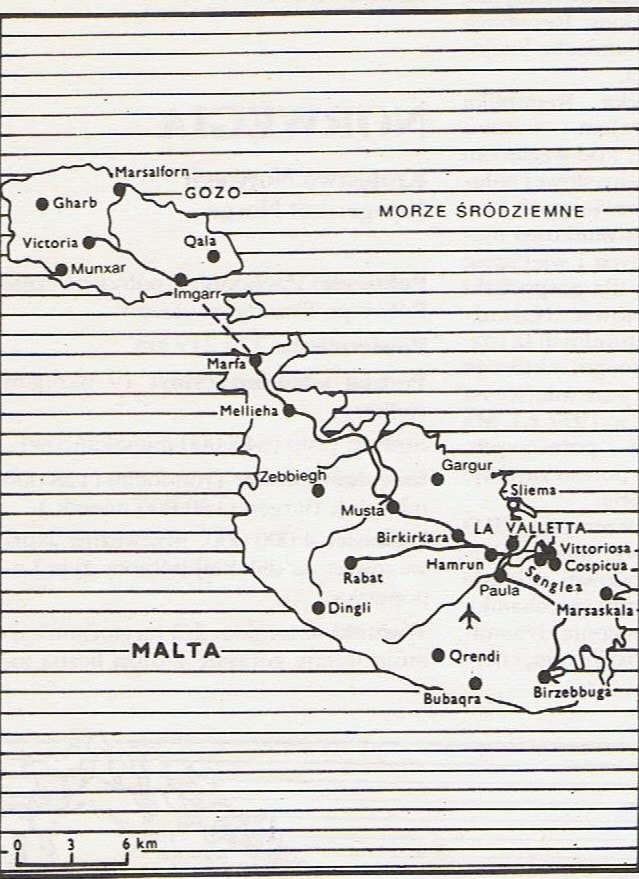 Marsalforn
GOZO
Gharb
MORZE ŚRÓDZIEMNE
Victoria
Qala
Munxar
Imgarr
Marfa
Mellieha
Gargur
Zebbiegh
Sliema
Musta
LA VALLETTA
Birkirkara
Vittoriosa
Hamrun
Cospicua
Rabat
Senglea
Paula
Dingli
Marsaskala
MALTA
Qrendi
Bubaqra
Birzebbuga
0 3 6 km